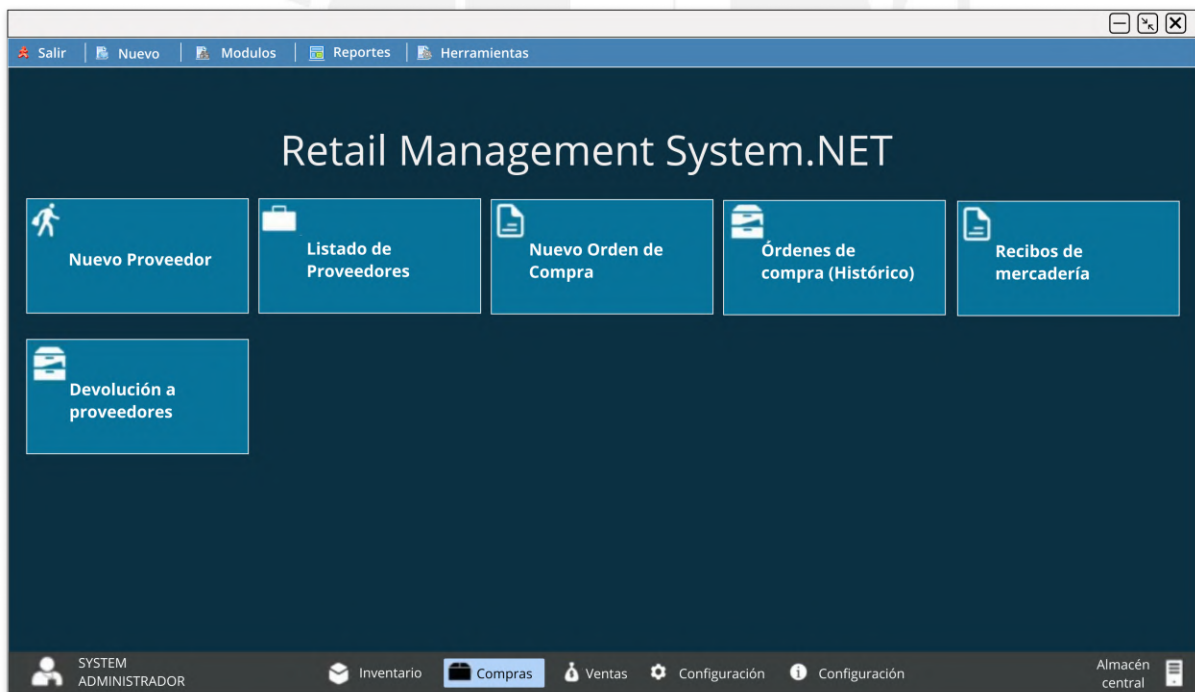 Salir Nuevo Modulos Reportes Herramientas
Retail Management System.NET
Nuevo Proveedor
Listado de
Proveedores
Nuevo Orden de
Compra
Órdenes de
compra (Histórico)
Recibos de
mercadería
Devolución a
proveedores
SYSTEM
ADMINISTRADOR
Inventario Compras Ventas Configuración Configuración
Almacén
central